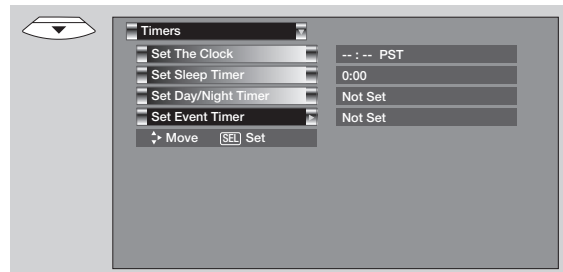 Timers
Set The Clock -- : -- PST
Set Sleep Timer 0:00
Set Day/Night Timer Not Set
Set Event Timer Not Set
Move SEL Set